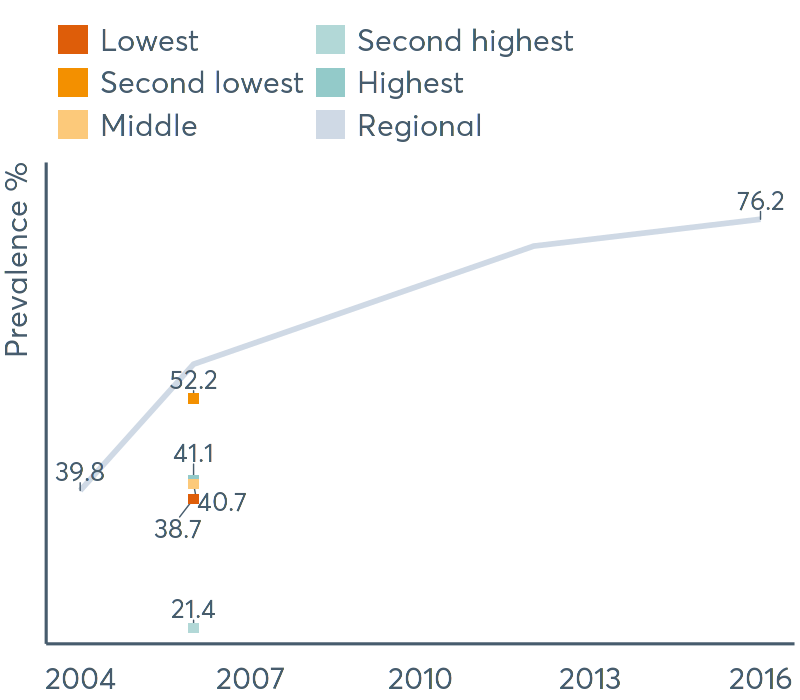 Lowest
Second highest
Second lowest
Highest
Middle
Regional
Prevalence %
76.2
52.2
41.1
39.8
40.7
38.7
21.4
2004 2007 2010 2013 2016